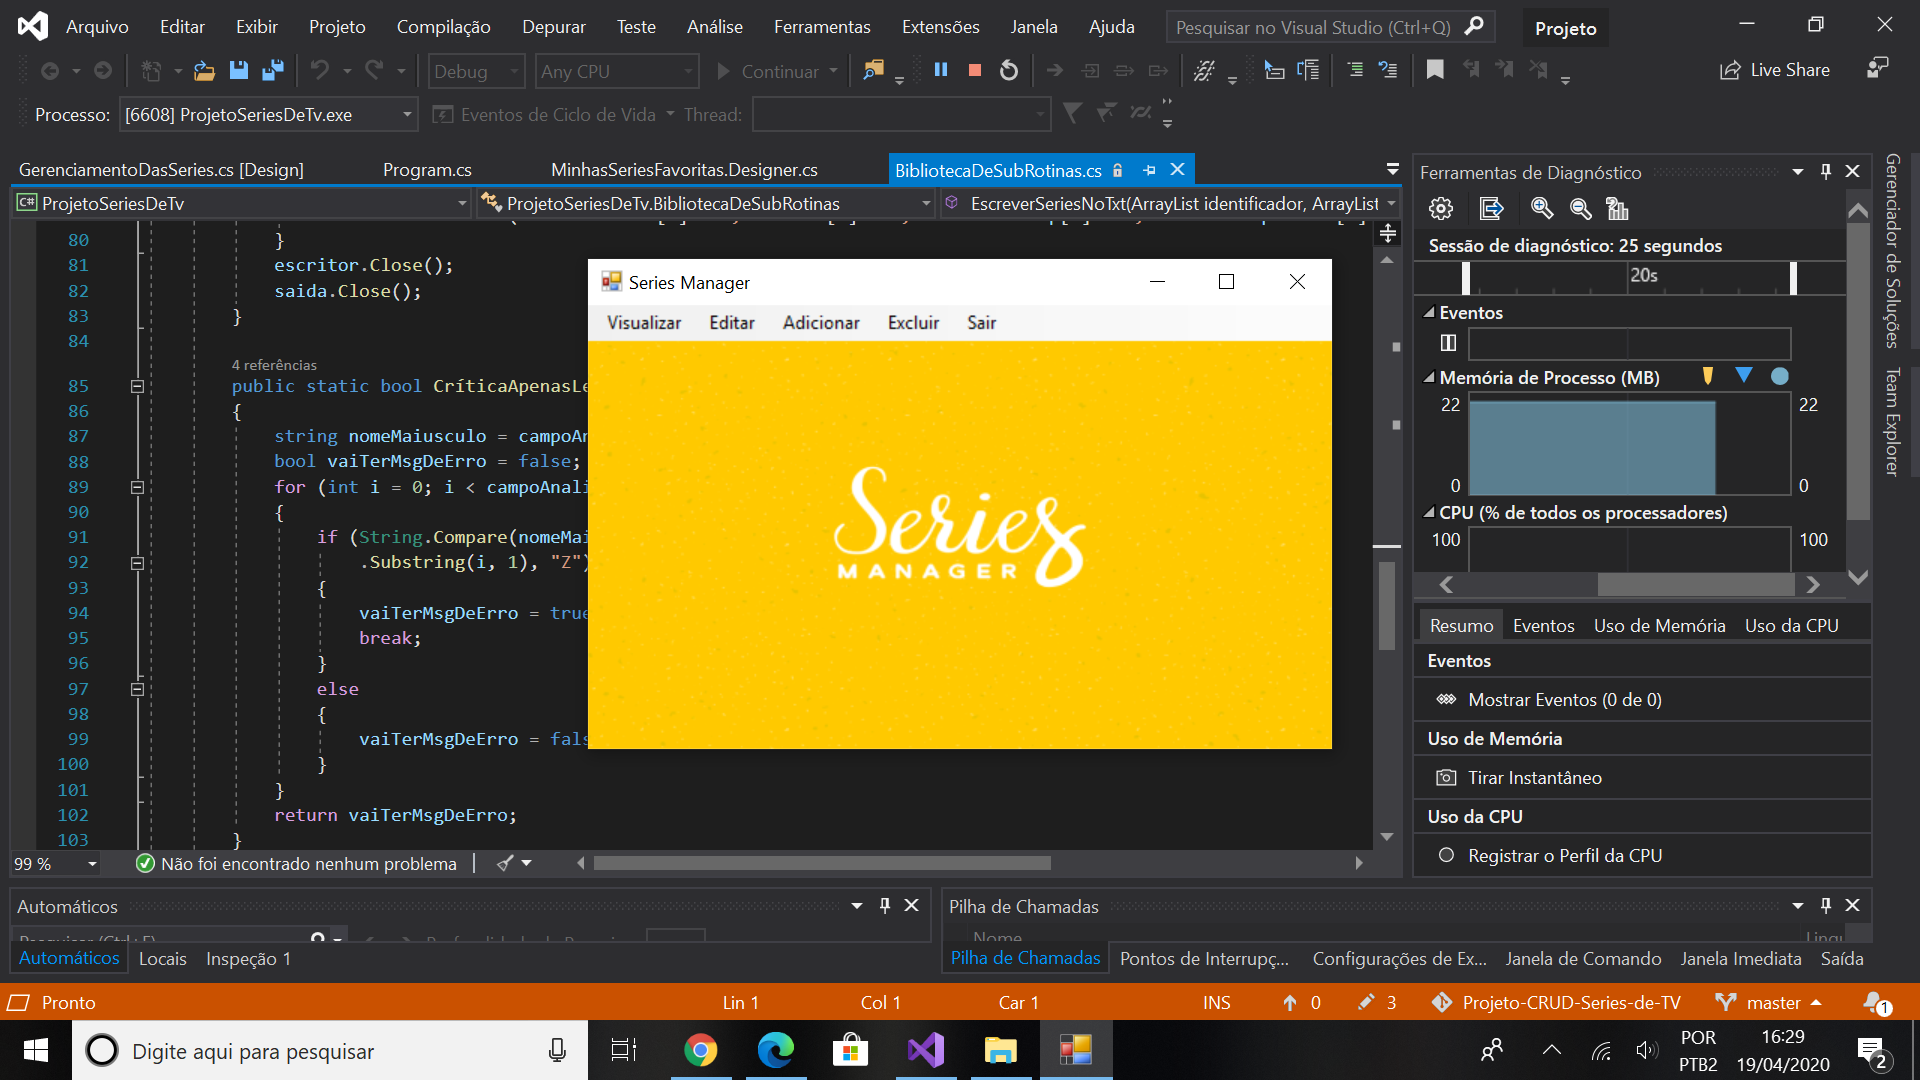 Arquivo Editar Exibir Projeto Compilação Depurar Teste Análise Ferramentas Extensões Janela Ajuda Pesquisar no Visual Studio (Ctrl+Q) Projeto
Debug Any CPU Continuar Live Share
Processo: [6608] ProjetoSeriesDeTv.exe Eventos de Ciclo de Vida Thread:
GerenciamentoDasSeries.cs [Design] Program.cs MinhasSeriesFavoritas.Designer.cs BibliotecaDeSubRotinas.cs
C# ProjetoSeriesDeTv ProjetoSeriesDeTv.BibliotecaDeSubRotinas EscreverSeriesNoTxt(ArrayList identificador, ArrayList
80 }
81 escritor.Close();
82 saida.Close();
83 }
84
4 referências
85 public static bool CríticaApenasLe
86 {
87 string nomeMaiusculo = campoAn
88 bool vaiTerMsgDeErro = false;
89 for (int i = 0; i < campoAnali
90 {
91 if (String.Compare(nomeMai
92 .Substring(i, 1), "Z")
93 {
94 vaiTerMsgDeErro = true
95 break;
96 }
97 else
98 {
99 vaiTerMsgDeErro = fals
100 }
101 }
102 return vaiTerMsgDeErro;
103 }
Series Manager
Visualizar Editar Adicionar Excluir Sair
Series
MANAGER
99 % Não foi encontrado nenhum problema
Ferramentas de Diagnóstico
Sessão de diagnóstico: 25 segundos
20s
Eventos
Memória de Processo (MB)
22 22
0 0
CPU (% de todos os processadores)
100 100
Resumo Eventos Uso de Memória Uso da CPU
Eventos
Mostrar Eventos (0 de 0)
Uso de Memória
Tirar Instantâneo
Uso da CPU
Registrar o Perfil da CPU
Gerenciador de Soluções
Team Explorer
Automáticos
Automáticos Locais Inspeção 1
Pilha de Chamadas
Nome
Pilha de Chamadas Pontos de Interrupç... Configurações de Ex... Janela de Comando Janela Imediata Saída
Pronto Lin 1 Col 1 Car 1 INS 0 3 Projeto-CRUD-Series-de-TV master 1
Digite aqui para pesquisar
POR
PTB2
16:29
19/04/2020
2